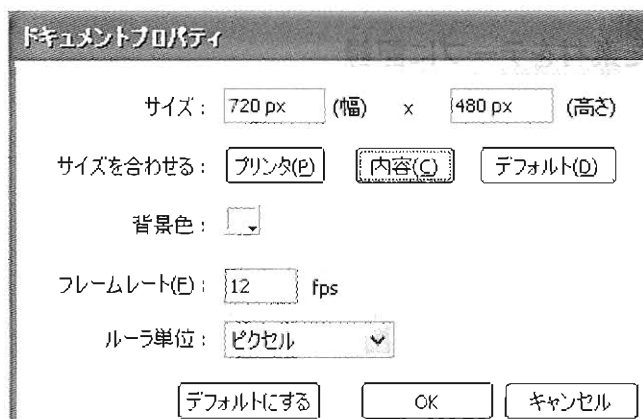 ドキュメントプロパティ
サイズ： 720 px (幅) x 480 px (高さ)
サイズを合わせる： プリンタ(P) 内容(C) デフォルト(D)
背景色：
フレームレート(F)： 12 fps
ルーラ単位： ピクセル
デフォルトにする OK キャンセル